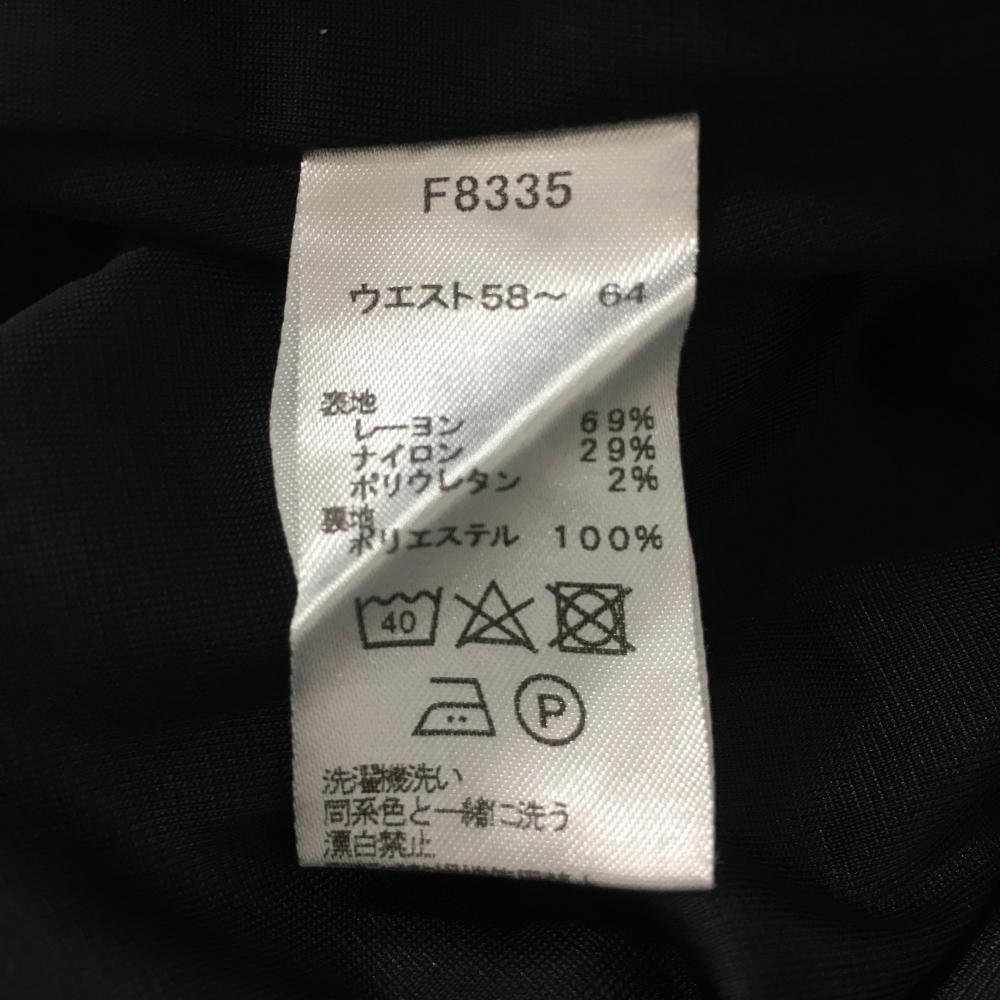 F8335
ウエスト58～ 64
表地
レーヨン 69%
ナイロン 29%
ポリウレタン 2%
裏地
ポリエステル 100%
40
P
洗濯機洗い
同系色と一緒に洗う
漂白禁止